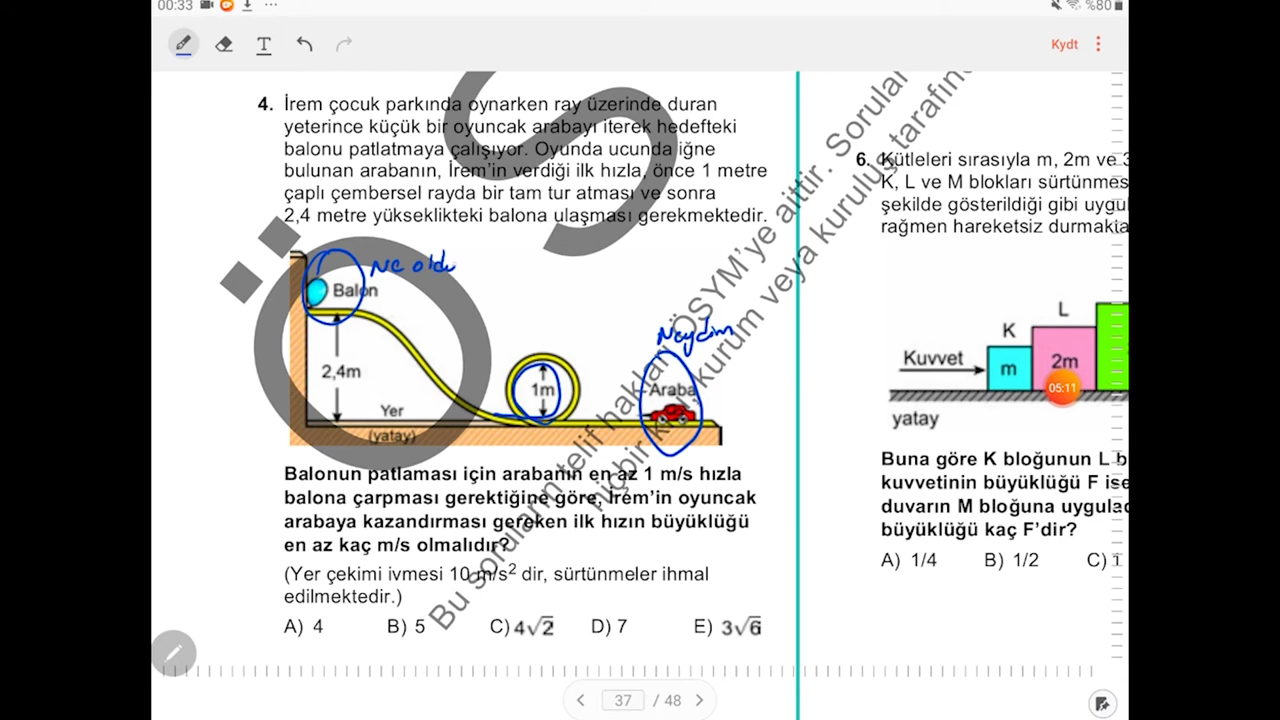 00:33
%80
Kydt
4. İrem çocuk parkında oynarken ray üzerinde duran
yeterince küçük bir oyuncak arabayı iterek hedefteki
balonu patlatmaya çalışıyor. Oyunda ucunda iğne
bulunan arabanın, İrem'in verdiği ilk hızla, önce 1 metre
çaplı çembersel rayda bir tam tur atması ve sonra
2,4 metre yükseklikteki balona ulaşması gerekmektedir.
Ne oldu
Balon
Neydim
2,4m
1m
Araba
Yer
(yatay)
Balonun patlaması için arabanın en az 1 m/s hızla
balona çarpması gerektiğine göre, İrem'in oyuncak
arabaya kazandırması gereken ilk hızın büyüklüğü
en az kaç m/s olmalıdır?
(Yer çekimi ivmesi 10 m/s² dir, sürtünmeler ihmal
edilmektedir.)
A) 4 B) 5 C) 4√2 D) 7 E) 3√6
Bu soruların telif hakları ÖSYM'ye aittir. Sorular
hiçbir kişi, kurum veya kuruluş tarafın
6. Kütleleri sırasıyla m, 2m ve 3
K, L ve M blokları sürtünmes
şekilde gösterildiği gibi uygul
rağmen hareketsiz durmakta
L
K
Kuvvet
m
2m
05:11
yatay
Buna göre K bloğunun L b
kuvvetinin büyüklüğü F ise
duvarın M bloğuna uygulad
büyüklüğü kaç F'dir?
A) 1/4 B) 1/2 C) 1
37 / 48